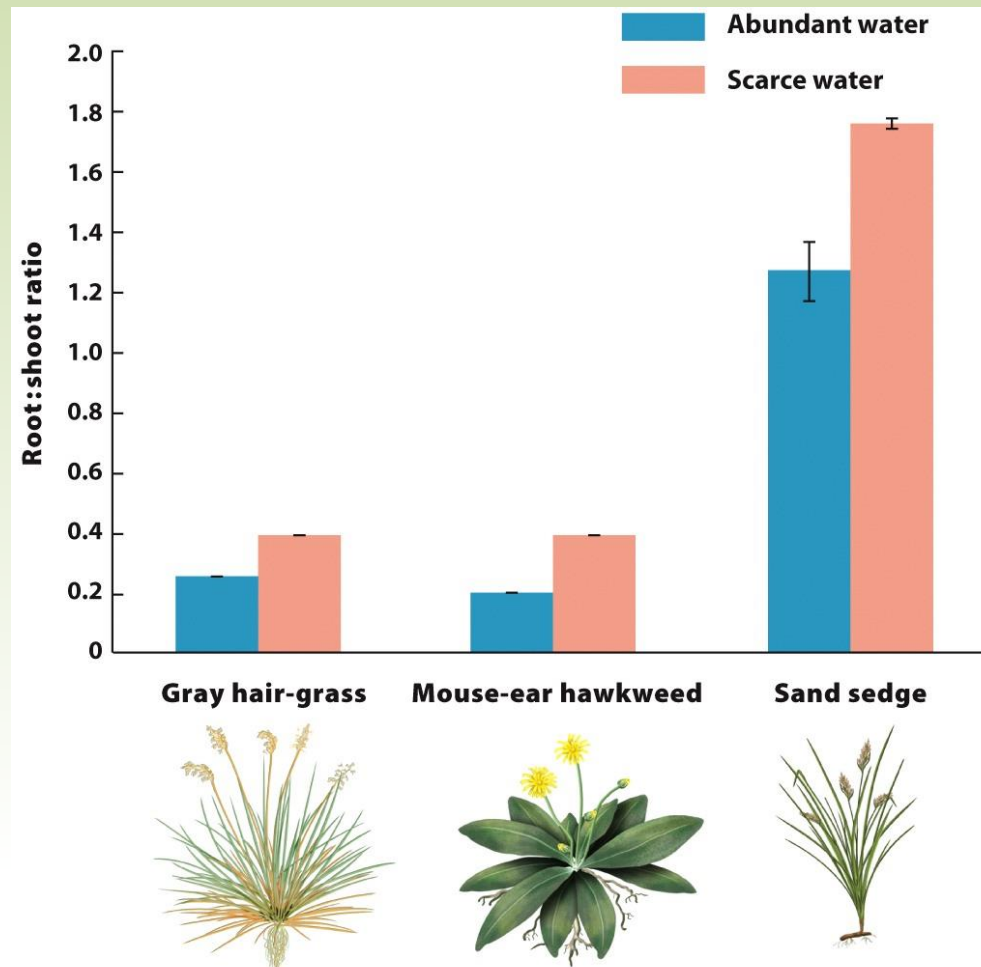 Abundant water
Scarce water
Root:shoot ratio
2.0
1.8
1.6
1.4
1.2
1.0
0.8
0.6
0.4
0.2
0
Gray hair-grass Mouse-ear hawkweed Sand sedge